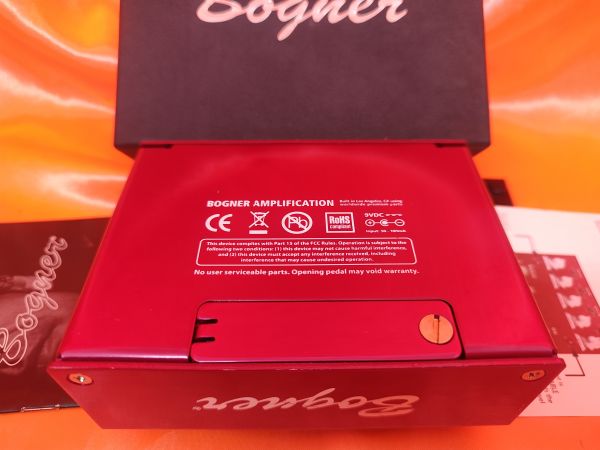 Bogner
BOGNER AMPLIFICATION
Built in Los Angeles, CA using
worldwide premium parts
CE
Pb
RoHS
compliant
9VDC
This device complies with Part 15 of the FCC Rules. Operation is subject to the
following two conditions: (1) this device may not cause harmful interference,
and (2) this device must accept any interference received, including
interference that may cause undesired operation.
No user serviceable parts. Opening pedal may void warranty.
Bogner
Bogner